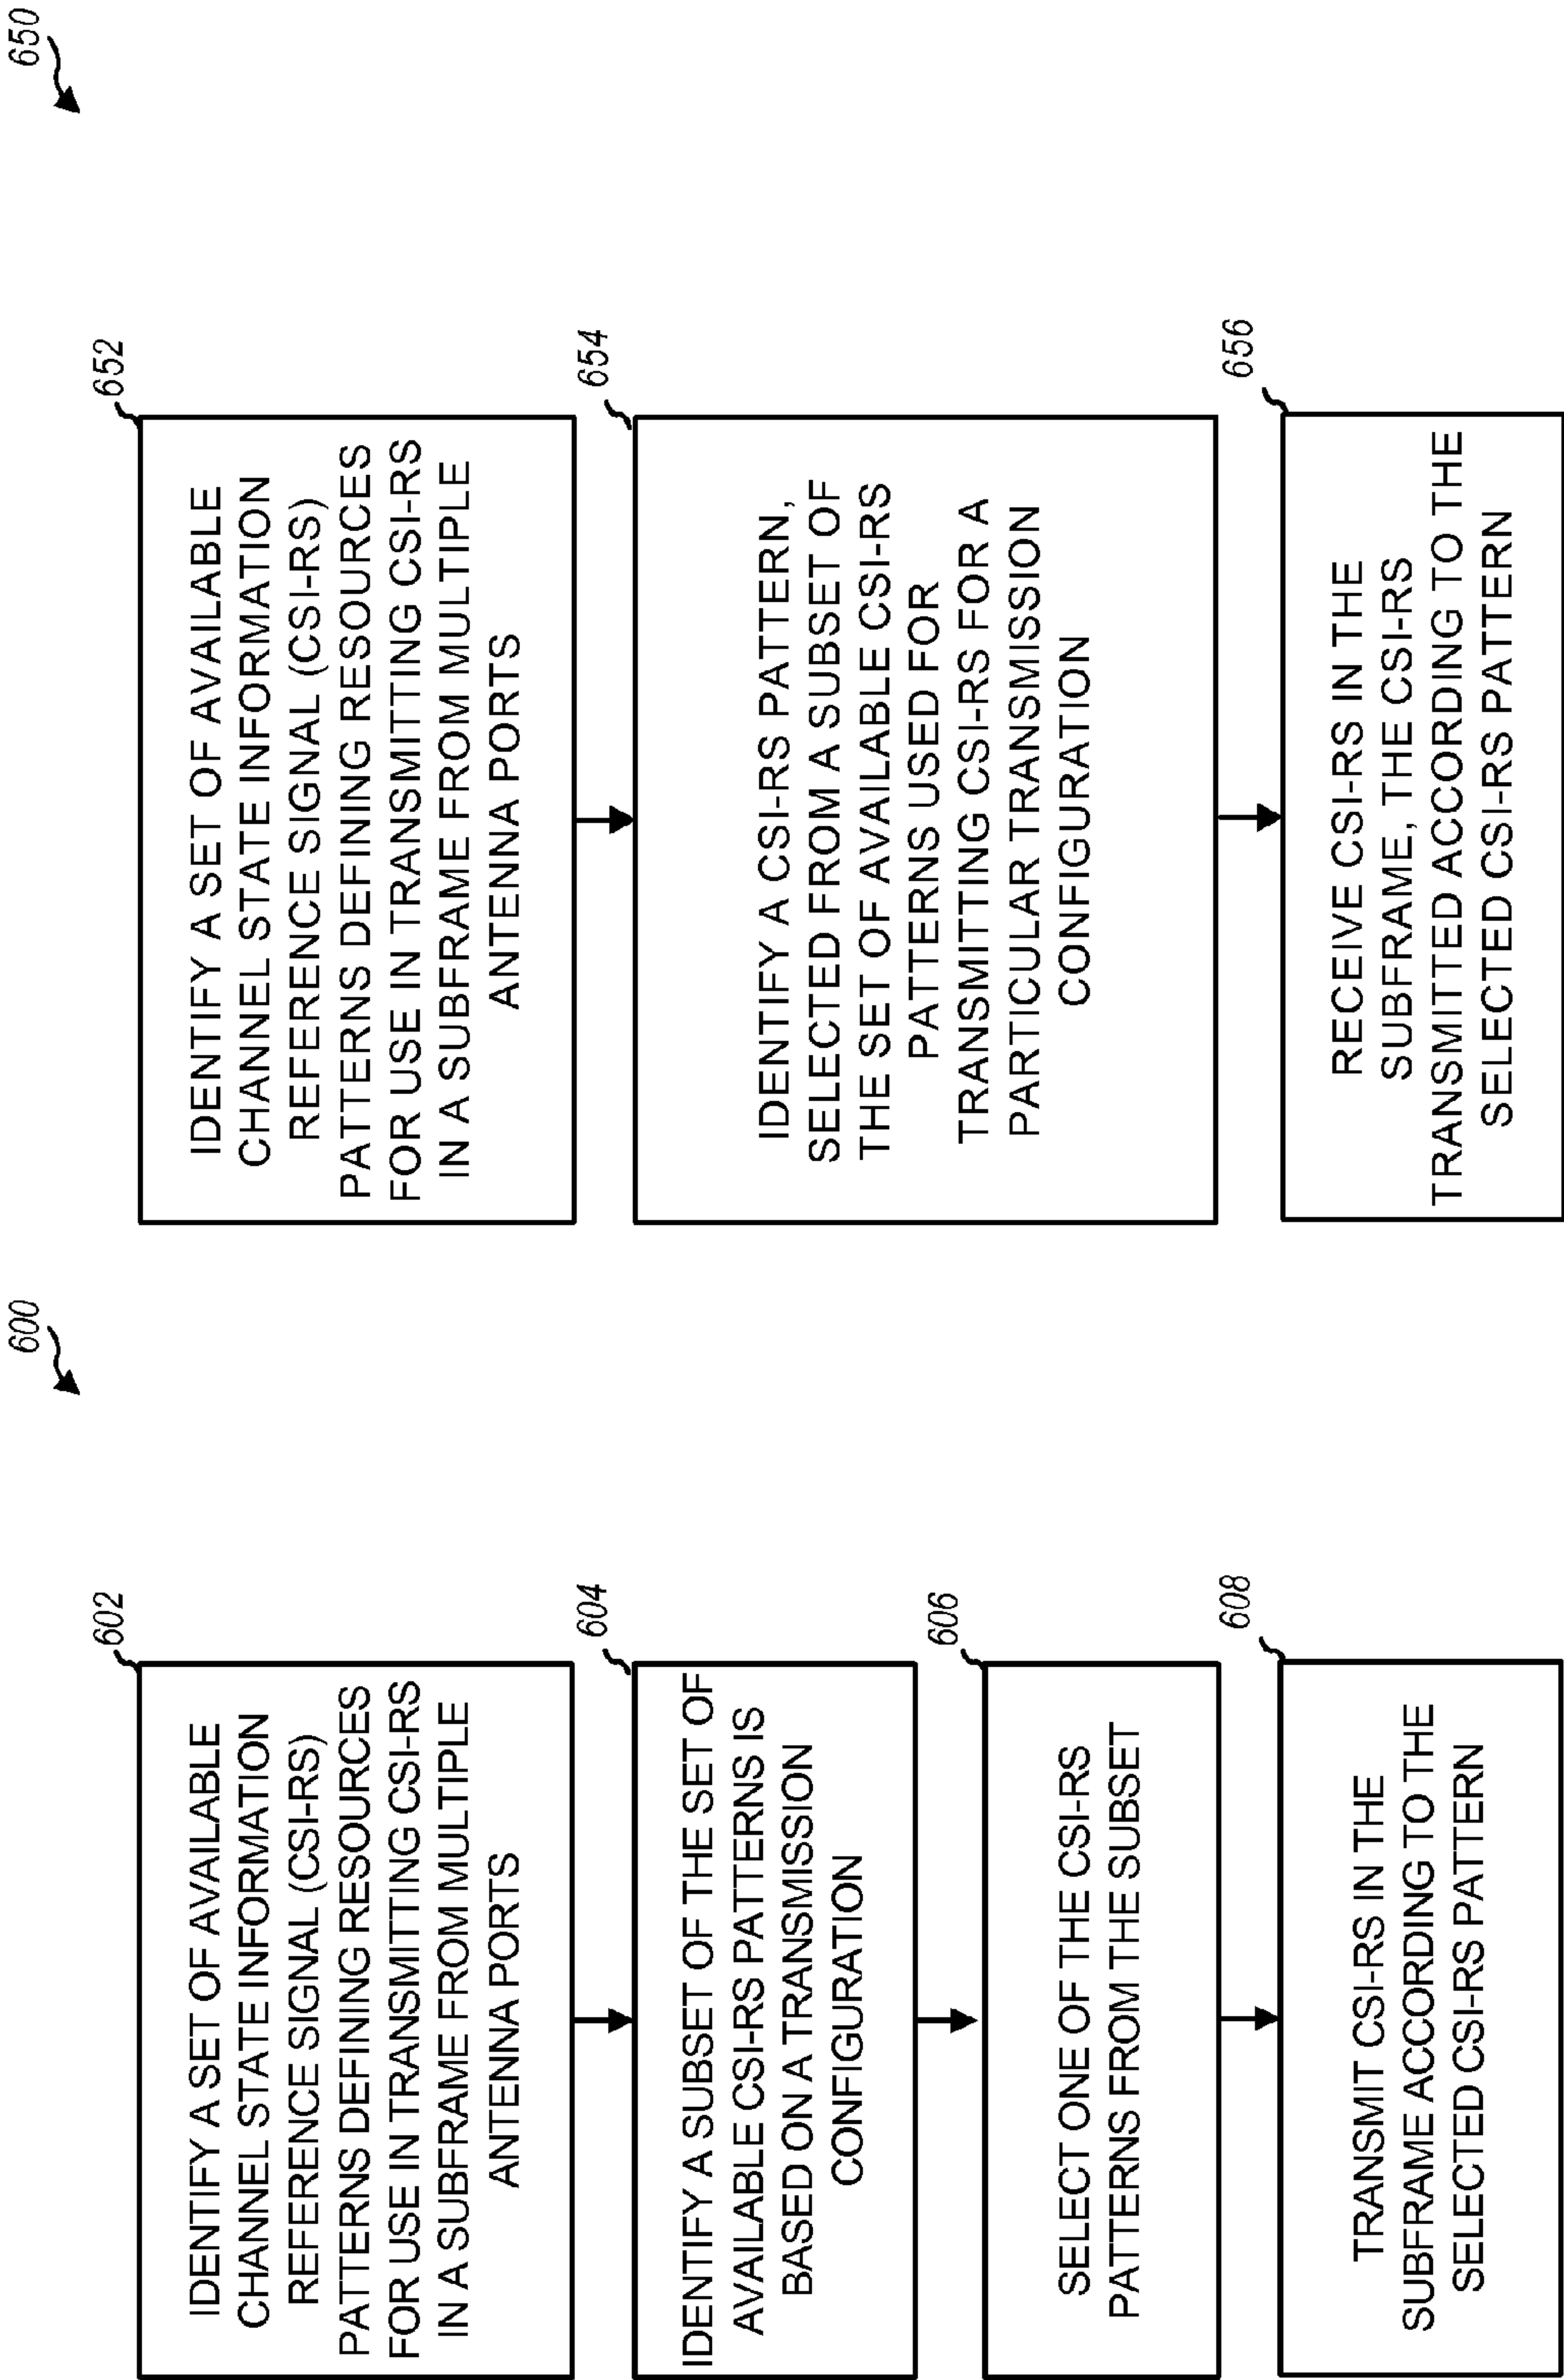 600
602
IDENTIFY A SET OF AVAILABLE
CHANNEL STATE INFORMATION
REFERENCE SIGNAL (CSI-RS)
PATTERNS DEFINING RESOURCES
FOR USE IN TRANSMITTING CSI-RS
IN A SUBFRAME FROM MULTIPLE
ANTENNA PORTS
604
IDENTIFY A SUBSET OF THE SET OF
AVAILABLE CSI-RS PATTERNS IS
BASED ON A TRANSMISSION
CONFIGURATION
606
SELECT ONE OF THE CSI-RS
PATTERNS FROM THE SUBSET
608
TRANSMIT CSI-RS IN THE
SUBFRAME ACCORDING TO THE
SELECTED CSI-RS PATTERN
650
652
IDENTIFY A SET OF AVAILABLE
CHANNEL STATE INFORMATION
REFERENCE SIGNAL (CSI-RS)
PATTERNS DEFINING RESOURCES
FOR USE IN TRANSMITTING CSI-RS
IN A SUBFRAME FROM MULTIPLE
ANTENNA PORTS
654
IDENTIFY A CSI-RS PATTERN,
SELECTED FROM A SUBSET OF
THE SET OF AVAILABLE CSI-RS
PATTERNS USED FOR
TRANSMITTING CSI-RS FOR A
PARTICULAR TRANSMISSION
CONFIGURATION
656
RECEIVE CSI-RS IN THE
SUBFRAME, THE CSI-RS
TRANSMITTED ACCORDING TO THE
SELECTED CSI-RS PATTERN